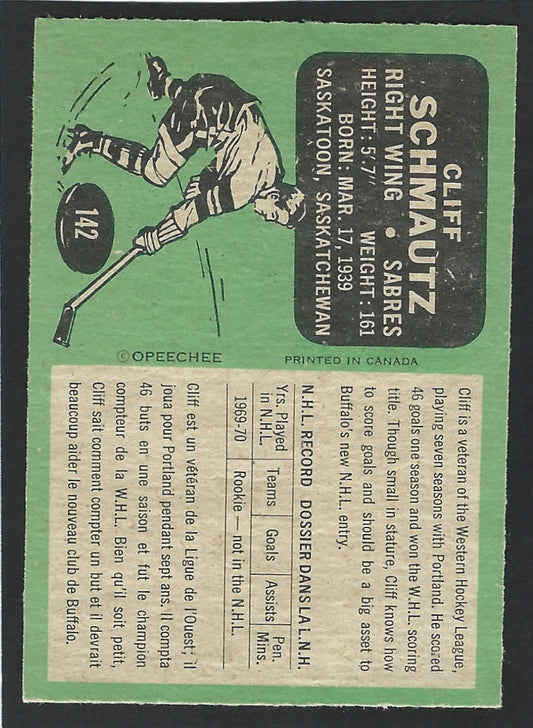 CLIFF
SCHMAUTZ
RIGHT WING • SABRES
HEIGHT: 5'.7" WEIGHT: 161
BORN: MAR. 17, 1939
SASKATOON, SASKATCHEWAN
142
© OPEECHEE
PRINTED IN CANADA
Cliff is a veteran of the Western Hockey League,
playing seven seasons with Portland. He scored
46 goals one season and won the W.H.L. scoring
title. Though small in stature, Cliff knows how
to score goals and should be a big asset to
Buffalo's new N.H.L. entry.
N.H.L. RECORD DOSSIER DANS LA L.N.H.
Yrs. Played in N.H.L. Teams Goals Assists Pen. Mins.
1969-70 Rookie — not in the N.H.L.
Cliff est un vétéran de la Ligue de l'Ouest; il
joua pour Portland pendant sept ans. Il compta
46 buts en une saison et fut le champion
compteur de la W.H.L. Bien qu'il soit petit,
Cliff sait comment compter un but et il devrait
beaucoup aider le nouveau club de Buffalo.